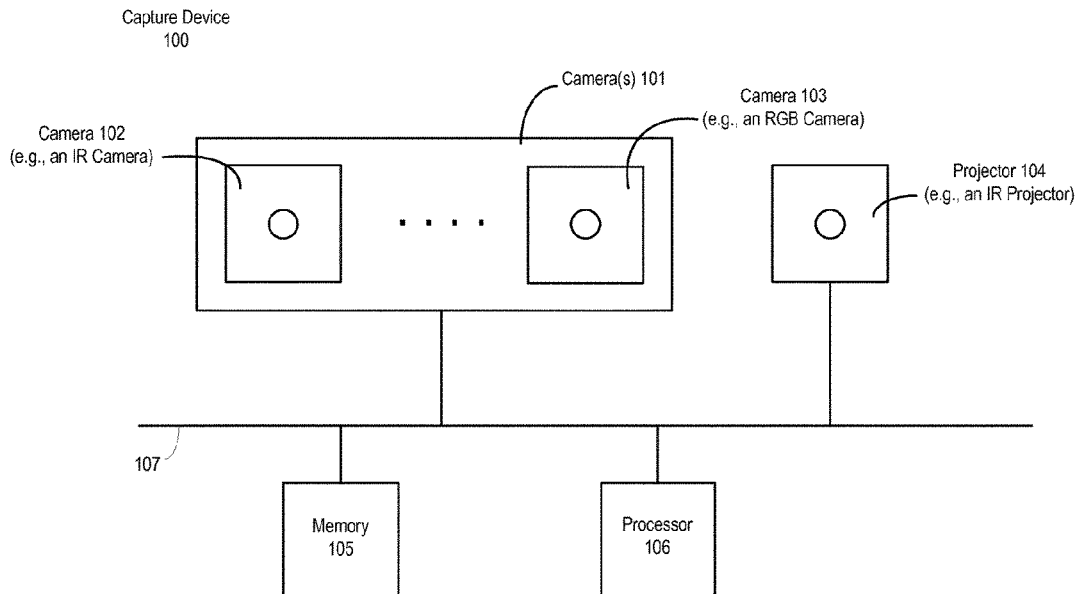 Capture Device
100
Camera(s) 101
Camera 103
(e.g., an RGB Camera)
Camera 102
(e.g., an IR Camera)
Projector 104
(e.g., an IR Projector)
107
Memory
105
Processor
106